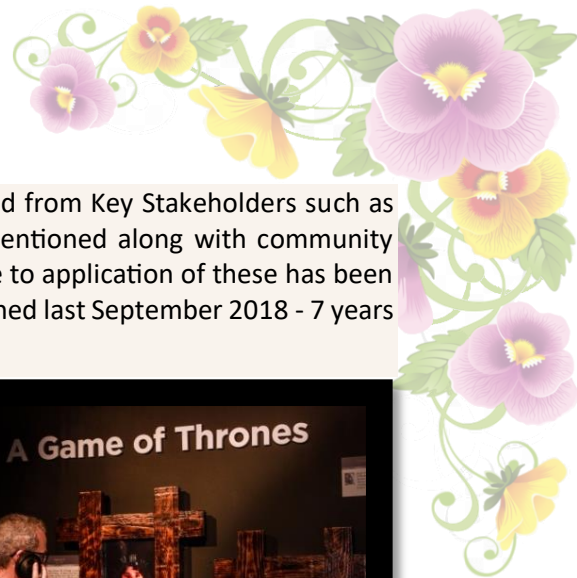 d from Key Stakeholders such as
entioned along with community
e to application of these has been
ned last September 2018 - 7 years
A Game of Thrones